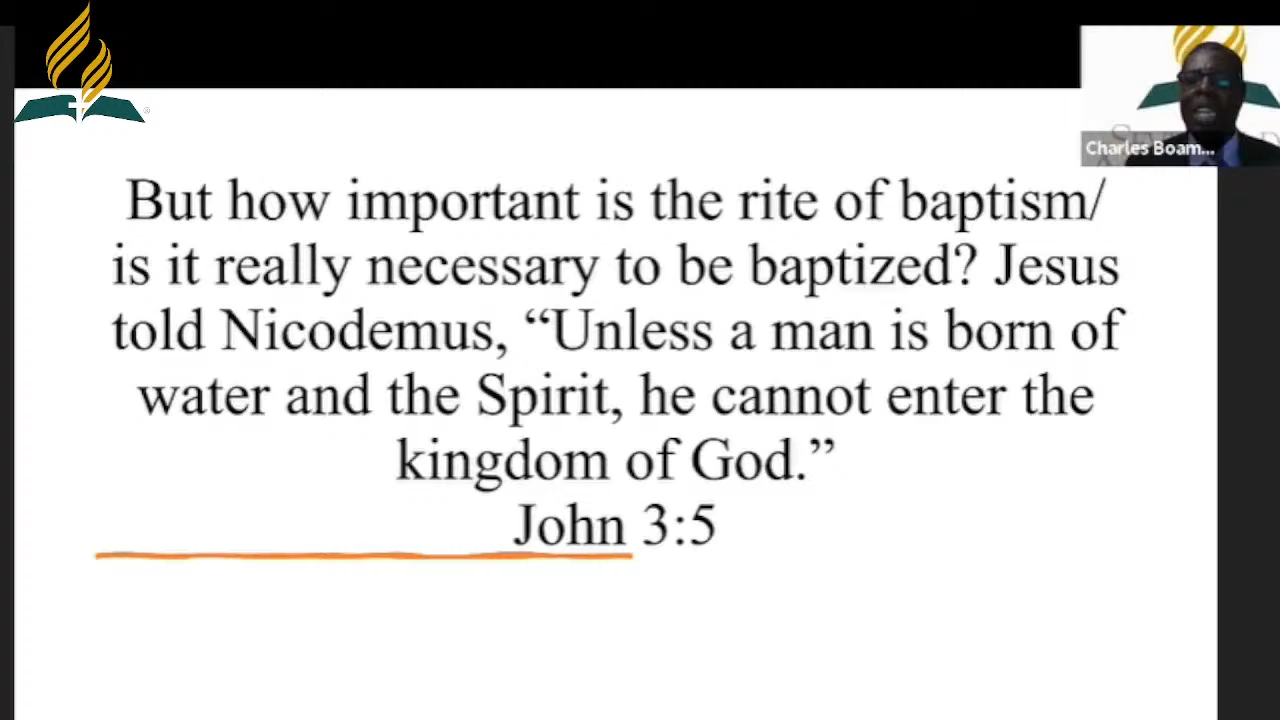 Charles Boam...
But how important is the rite of baptism/
is it really necessary to be baptized? Jesus
told Nicodemus, “Unless a man is born of
water and the Spirit, he cannot enter the
kingdom of God.”
John 3:5